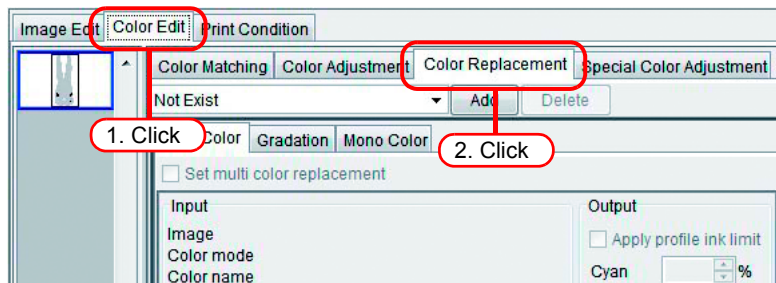 Image Edit Color Edit Print Condition
Color Matching Color Adjustment Color Replacement Special Color Adjustment
Not Exist Add Delete
1. Click Color Gradation Mono Color 2. Click
Set multi color replacement
Input Output
Image Apply profile ink limit
Color mode
Color name Cyan %